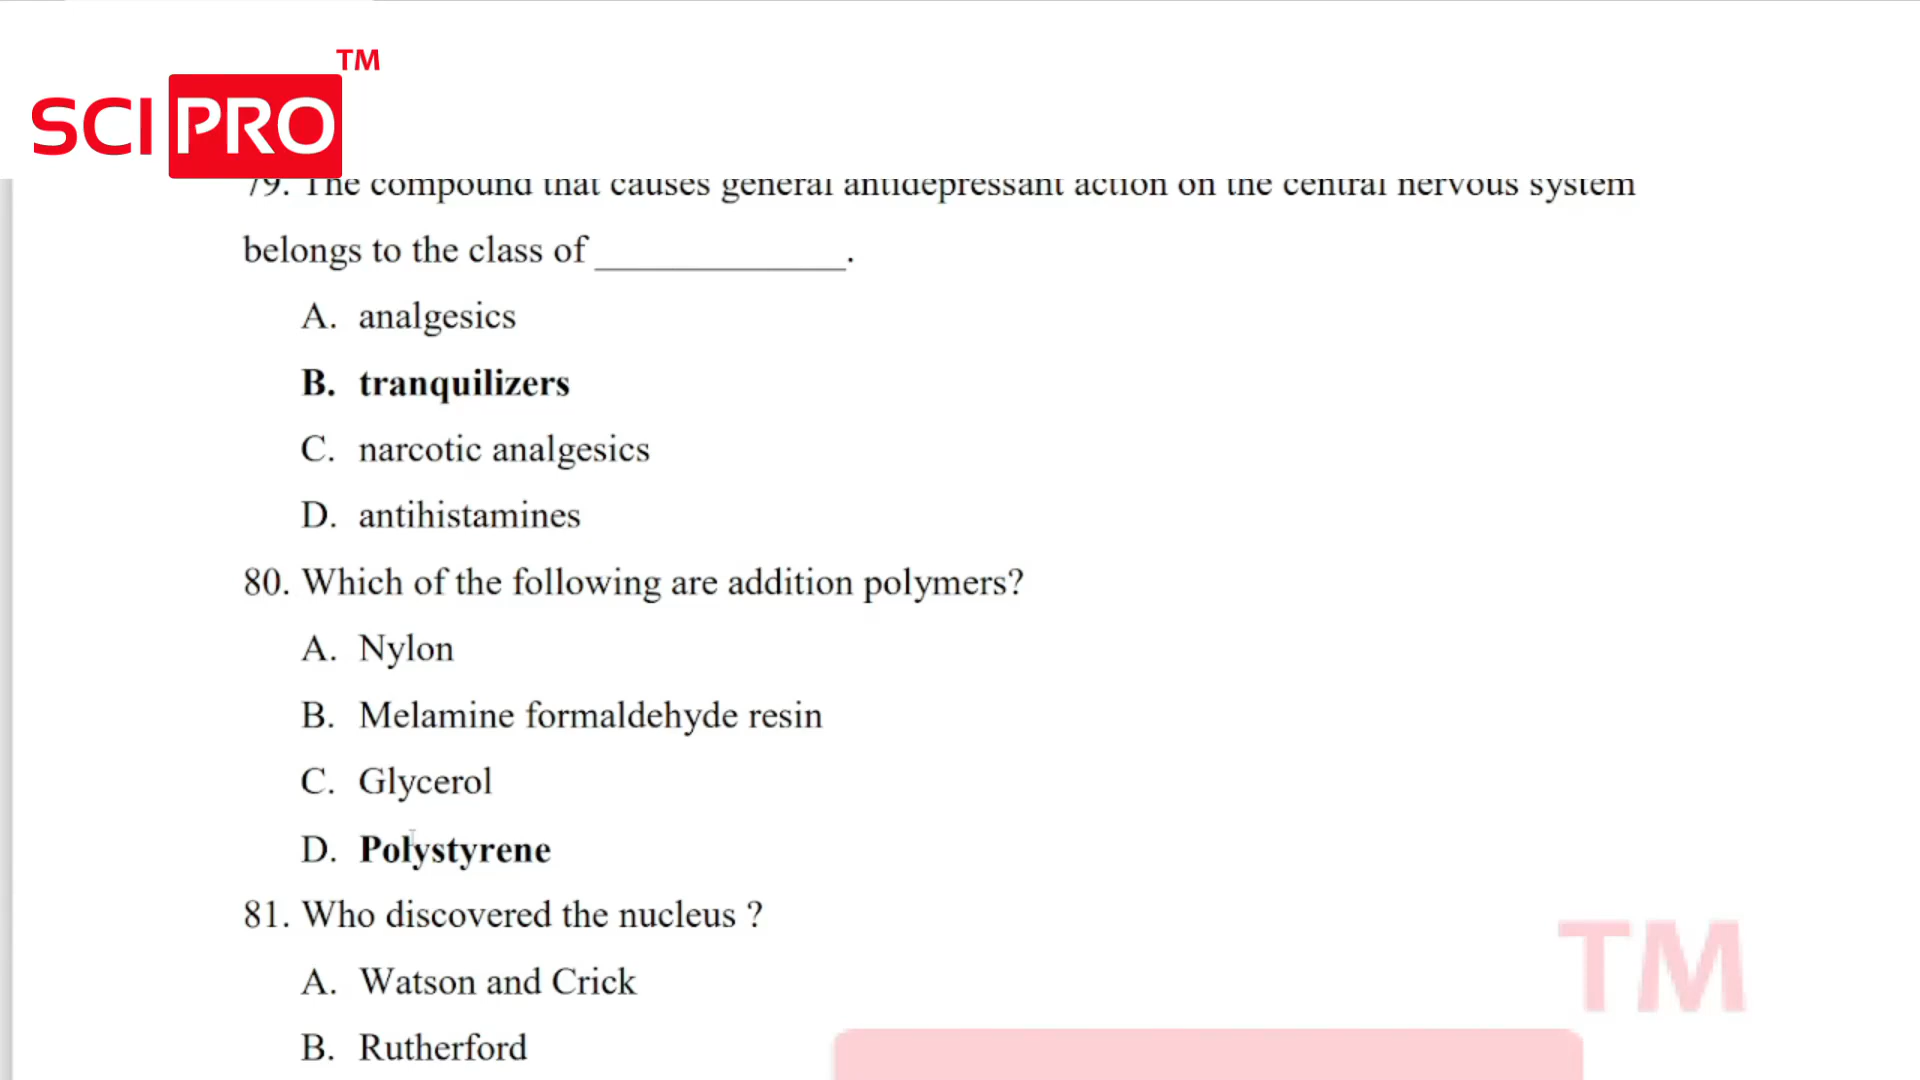 TM
SCI PRO
79. The compound that causes general antidepressant action on the central nervous system
belongs to the class of _____________.
A. analgesics
B. tranquilizers
C. narcotic analgesics
D. antihistamines
80. Which of the following are addition polymers?
A. Nylon
B. Melamine formaldehyde resin
C. Glycerol
D. Polystyrene
81. Who discovered the nucleus ?
A. Watson and Crick
B. Rutherford
TM